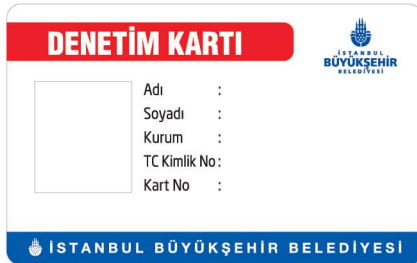 DENETİM KARTI
İSTANBUL
BÜYÜKŞEHİR
BELEDİYESİ
Adı :
Soyadı :
Kurum :
TC Kimlik No :
Kart No :
İSTANBUL BÜYÜKŞEHİR BELEDİYESİ